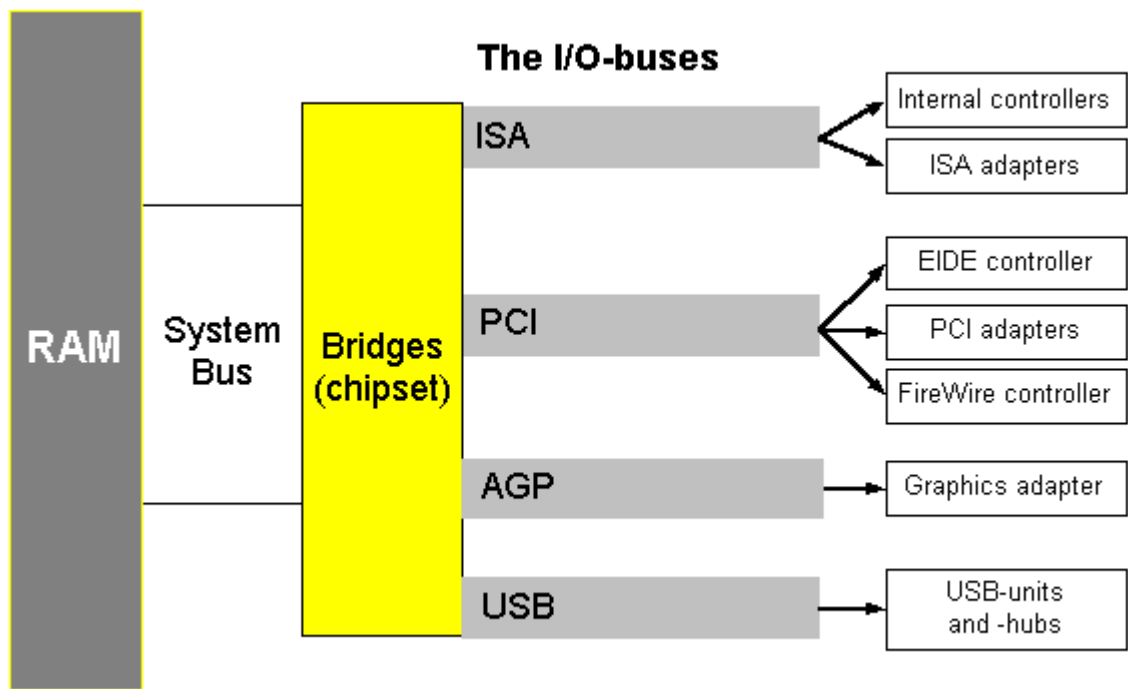 The I/O-buses
RAM
System
Bus
Bridges
(chipset)
ISA
Internal controllers
ISA adapters
PCI
EIDE controller
PCI adapters
FireWire controller
AGP
Graphics adapter
USB
USB-units
and -hubs